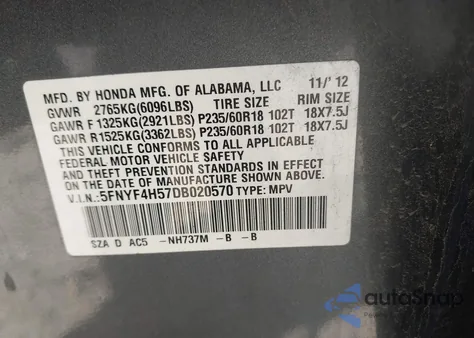 MFD. BY HONDA MFG. OF ALABAMA, LLC 11/'12
GVWR 2765KG(6096LBS) TIRE SIZE RIM SIZE
GAWR F 1325KG(2921LBS) P235/60R18 102T 18X7.5J
GAWR R1525KG(3362LBS) P235/60R18 102T 18X7.5J
THIS VEHICLE CONFORMS TO ALL APPLICABLE
FEDERAL MOTOR VEHICLE SAFETY AND
THEFT PREVENTION STANDARDS IN EFFECT ON
THE DATE OF MANUFACTURE SHOWN ABOVE.
V.I.N.:5FNYF4H57DB020570 TYPE: MPV
SZA D AC5 -NH737M -B -B
autoSnap